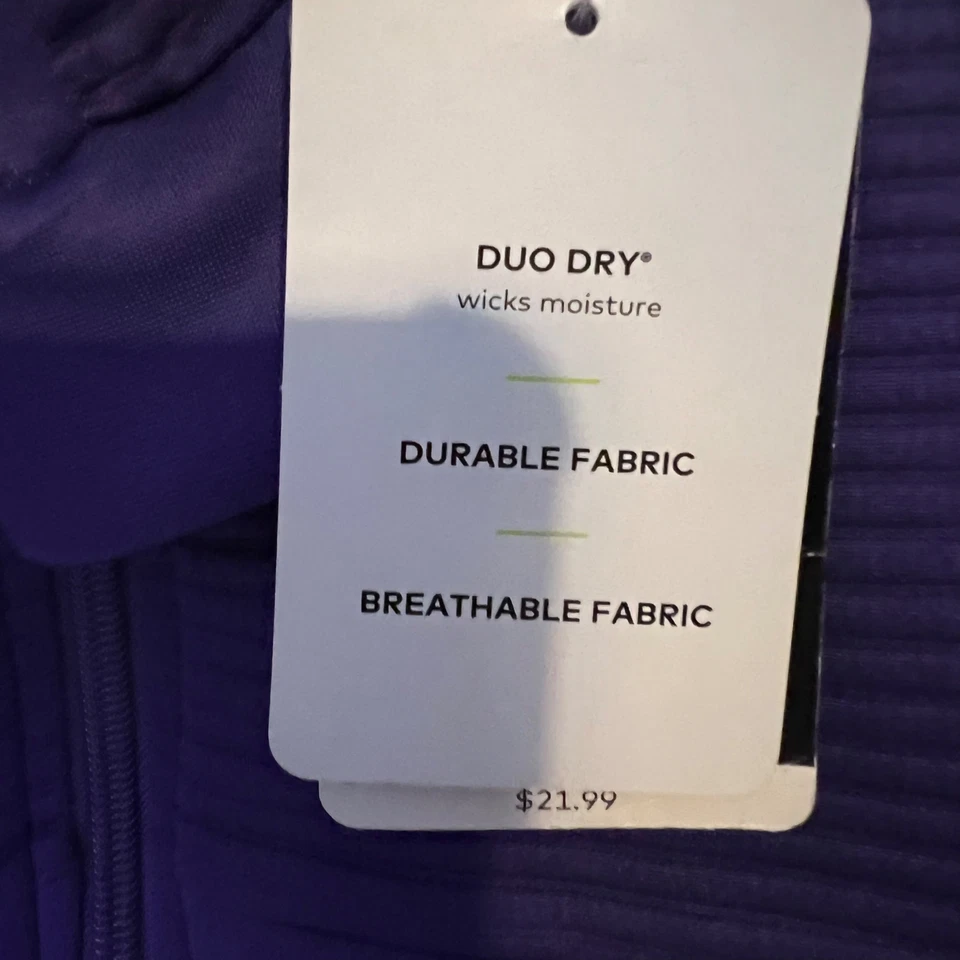 DUO DRY®
wicks moisture
DURABLE FABRIC
BREATHABLE FABRIC
$21.99